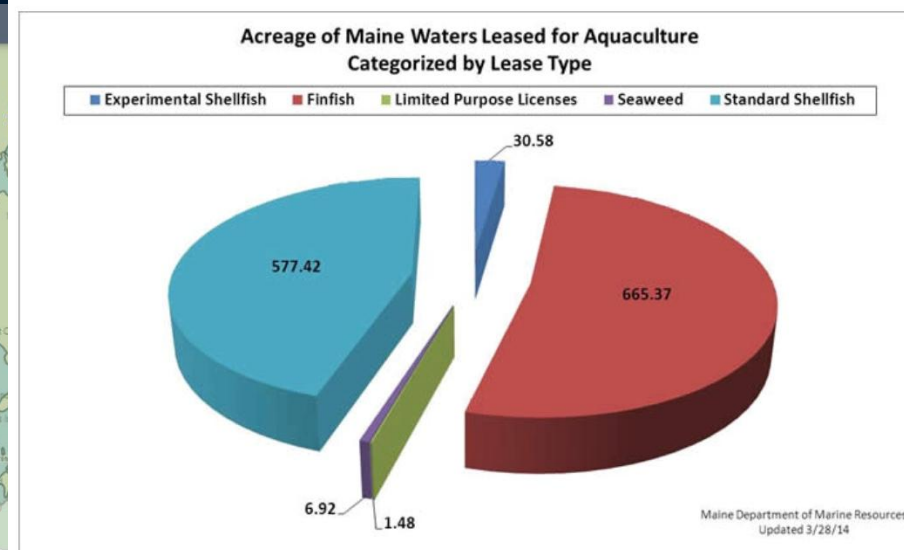 Acreage of Maine Waters Leased for Aquaculture
Categorized by Lease Type
Experimental Shellfish Finfish Limited Purpose Licenses Seaweed Standard Shellfish
30.58
577.42
665.37
6.92
1.48
Maine Department of Marine Resources
Updated 3/28/14